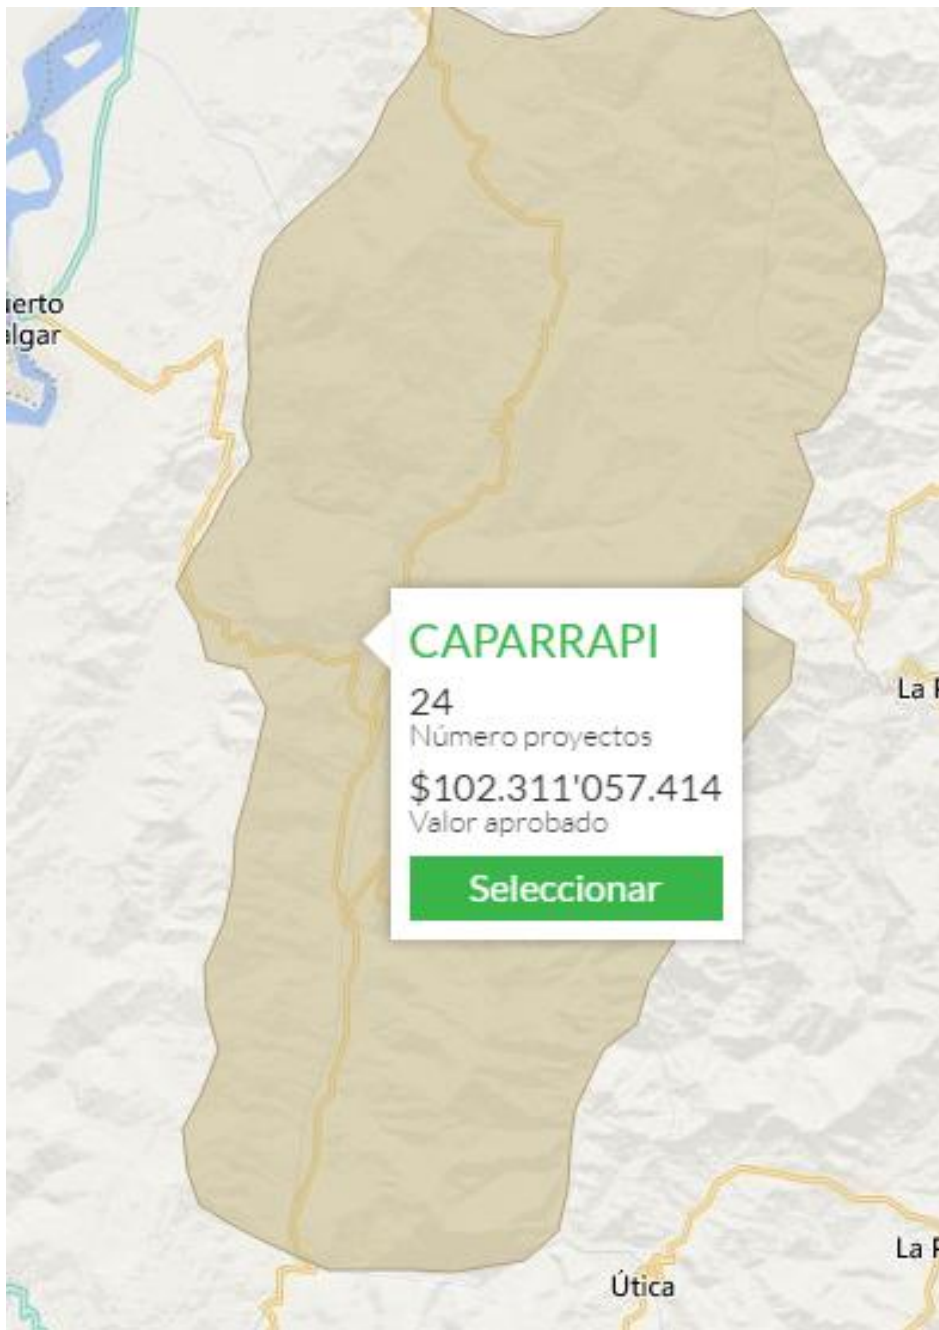 uerto
algar
CAPARRAPI
24
Número proyectos
$102.311'057.414
Valor aprobado
Seleccionar
La
La
Útica